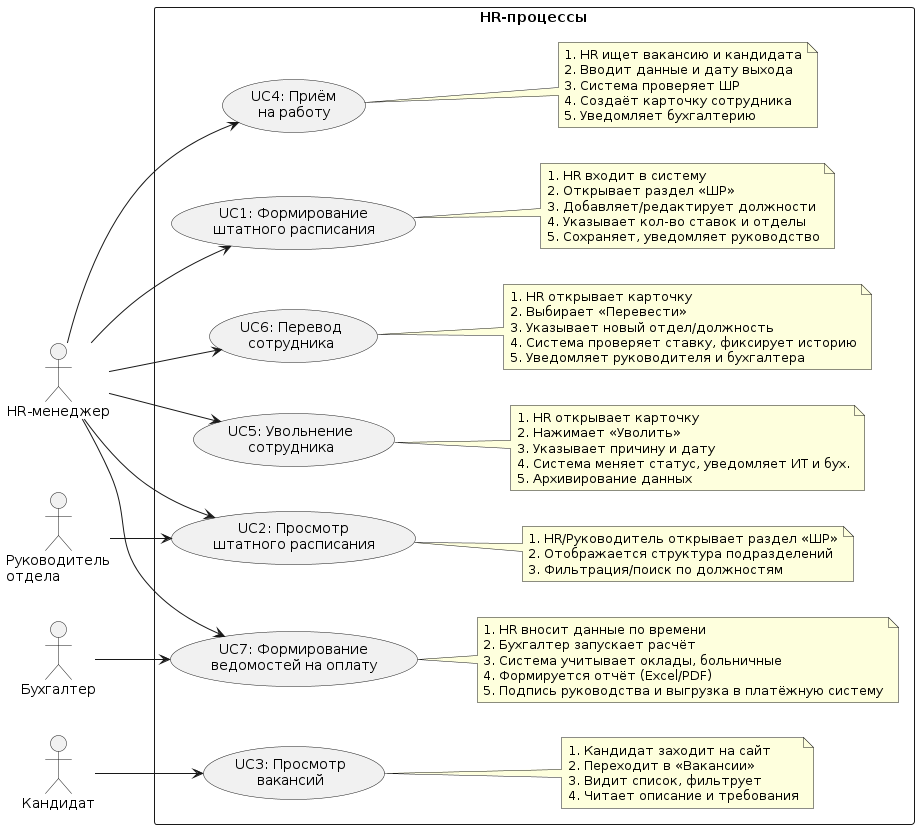 HR-процессы
UC4: Приём
на работу
1. HR ищет вакансию и кандидата
2. Вводит данные и дату выхода
3. Система проверяет ШР
4. Создаёт карточку сотрудника
5. Уведомляет бухгалтерию
UC1: Формирование
штатного расписания
1. HR входит в систему
2. Открывает раздел «ШР»
3. Добавляет/редактирует должности
4. Указывает кол-во ставок и отделы
5. Сохраняет, уведомляет руководство
UC6: Перевод
сотрудника
1. HR открывает карточку
2. Выбирает «Перевести»
3. Указывает новый отдел/должность
4. Система проверяет ставку, фиксирует историю
5. Уведомляет руководителя и бухгалтера
HR-менеджер
UC5: Увольнение
сотрудника
1. HR открывает карточку
2. Нажимает «Уволить»
3. Указывает причину и дату
4. Система меняет статус, уведомляет ИТ и бух.
5. Архивирование данных
Руководитель
отдела
UC2: Просмотр
штатного расписания
1. HR/Руководитель открывает раздел «ШР»
2. Отображается структура подразделений
3. Фильтрация/поиск по должностям
Бухгалтер
UC7: Формирование
ведомостей на оплату
1. HR вносит данные по времени
2. Бухгалтер запускает расчёт
3. Система учитывает оклады, больничные
4. Формируется отчёт (Excel/PDF)
5. Подпись руководства и выгрузка в платёжную систему
Кандидат
UC3: Просмотр
вакансий
1. Кандидат заходит на сайт
2. Переходит в «Вакансии»
3. Видит список, фильтрует
4. Читает описание и требования